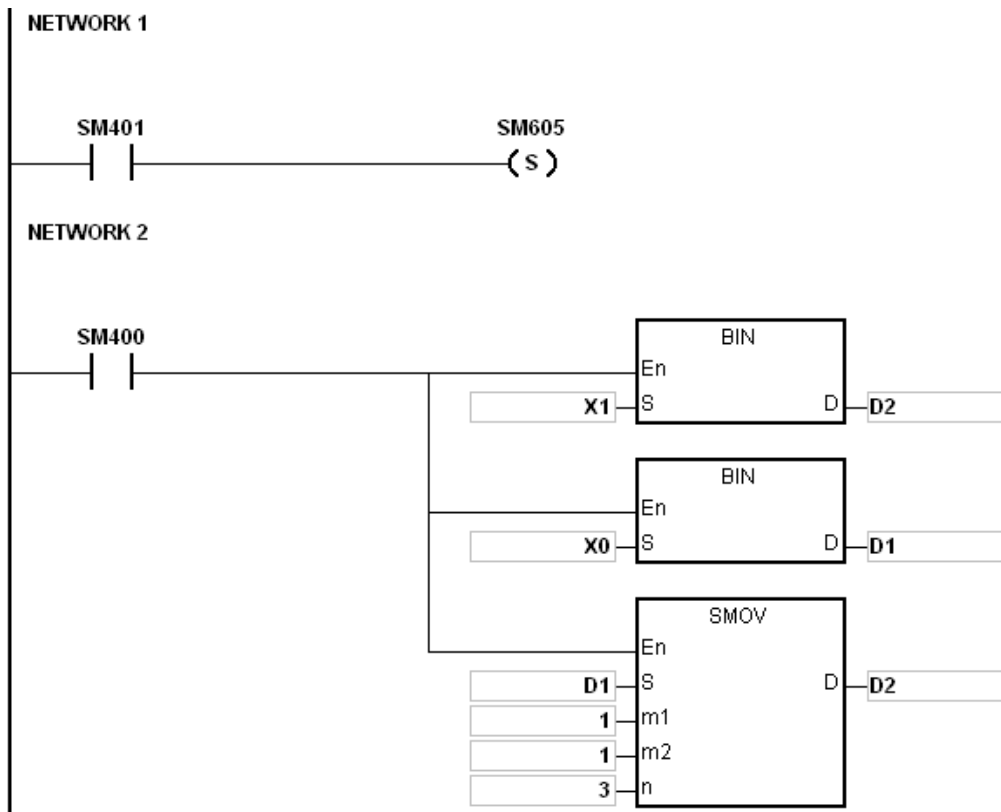 NETWORK 1
SM401 SM605
S
NETWORK 2
SM400
BIN
En
X1 S D D2
BIN
En
X0 S D D1
SMOV
En
D1 S D D2
1 m1
1 m2
3 n